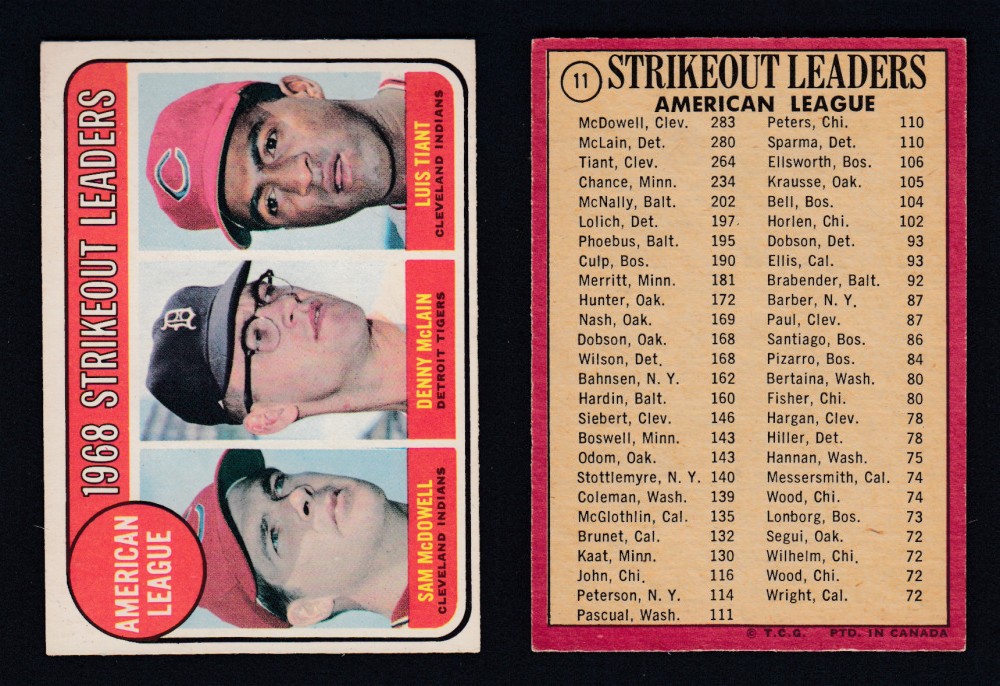 AMERICAN
LEAGUE
1968 STRIKEOUT LEADERS
SAM McDOWELL
CLEVELAND INDIANS
DENNY McLAIN
DETROIT TIGERS
LUIS TIANT
CLEVELAND INDIANS
C
D
C
11 STRIKEOUT LEADERS
AMERICAN LEAGUE
McDowell, Clev. 283 Peters, Chi. 110
McLain, Det. 280 Sparma, Det. 110
Tiant, Clev. 264 Ellsworth, Bos. 106
Chance, Minn. 234 Krausse, Oak. 105
McNally, Balt. 202 Bell, Bos. 104
Lolich, Det. 197 Horlen, Chi. 102
Phoebus, Balt. 195 Dobson, Det. 93
Culp, Bos. 190 Ellis, Cal. 93
Merritt, Minn. 181 Brabender, Balt. 92
Hunter, Oak. 172 Barber, N. Y. 87
Nash, Oak. 169 Paul, Clev. 87
Dobson, Oak. 168 Santiago, Bos. 86
Wilson, Det. 168 Pizarro, Bos. 84
Bahnsen, N. Y. 162 Bertaina, Wash. 80
Hardin, Balt. 160 Fisher, Chi. 80
Siebert, Clev. 146 Hargan, Clev. 78
Boswell, Minn. 143 Hiller, Det. 78
Odom, Oak. 143 Hannan, Wash. 75
Stottlemyre, N. Y. 140 Messersmith, Cal. 74
Coleman, Wash. 139 Wood, Chi. 74
McGlothlin, Cal. 135 Lonborg, Bos. 73
Brunet, Cal. 132 Segui, Oak. 72
Kaat, Minn. 130 Wilhelm, Chi 72
John, Chi. 116 Wood, Chi. 72
Peterson, N. Y. 114 Wright, Cal. 72
Pascual, Wash. 111
© T.C.G. PTD. IN CANADA